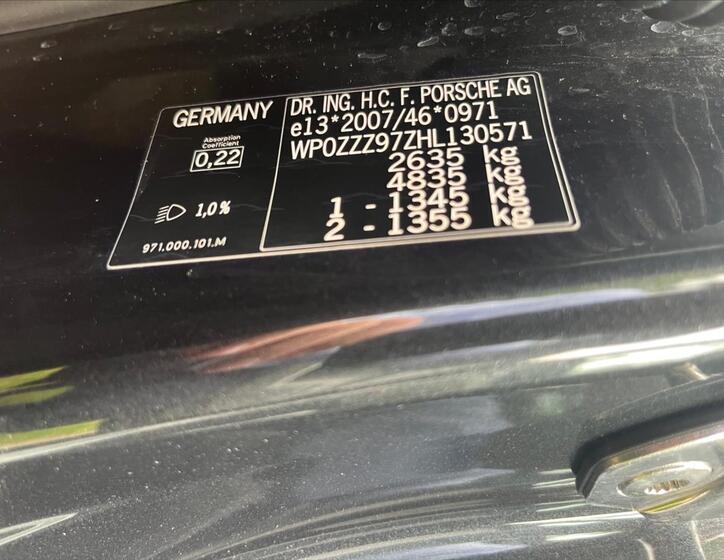 GERMANY
Absorption
Coefficient
0,22
1,0%
971.000.101.M
DR. ING. H.C. F. PORSCHE AG
e13*2007/46*0971
WP0ZZZ97ZHL130571
2635 kg
4835 kg
1 - 1345 kg
2 - 1355 kg